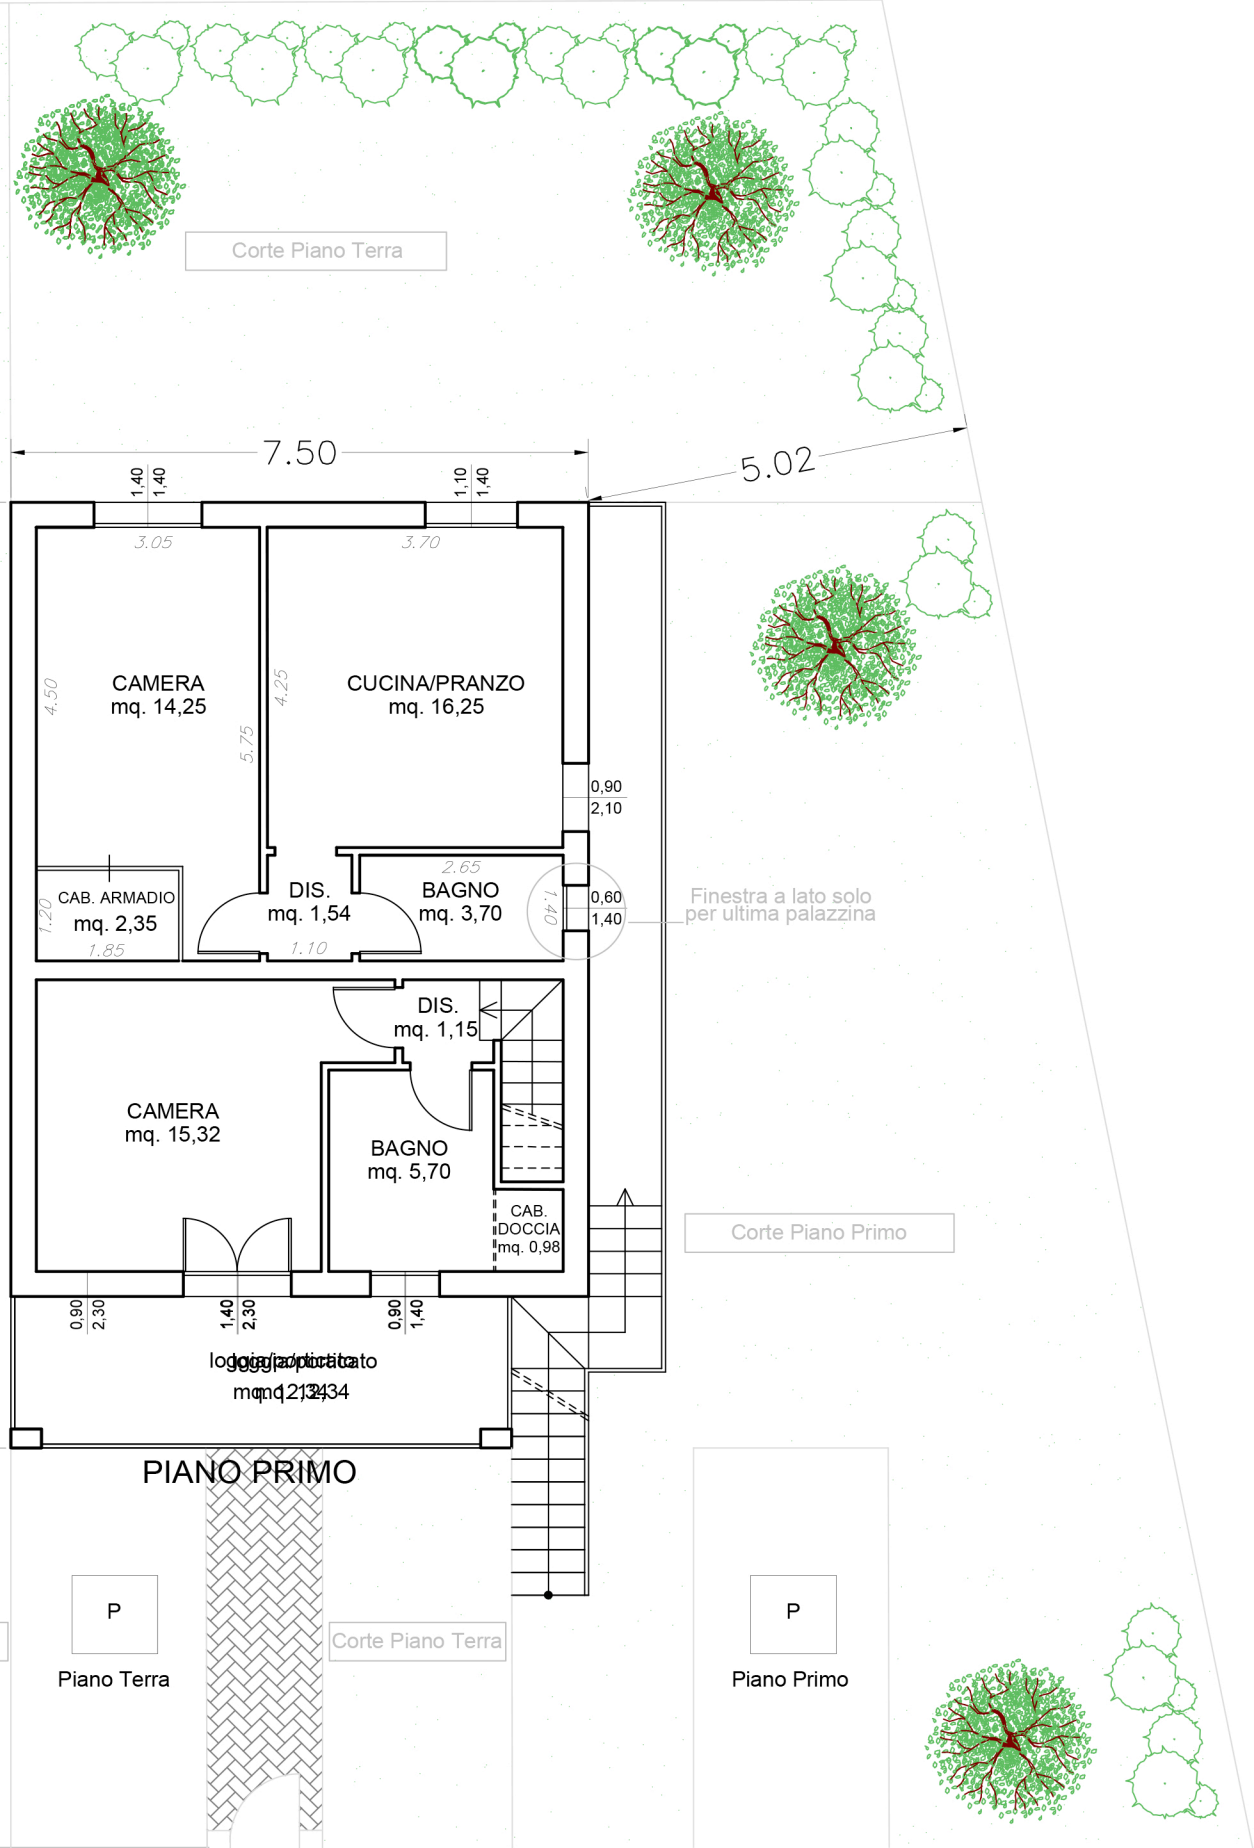 Corte Piano Terra
7.50
5.02
1,40
1,40
1,10
1,40
3.05
3.70
4.50
CAMERA
mq. 14,25
5.75
4.25
CUCINA/PRANZO
mq. 16,25
0,90
2,10
CAB. ARMADIO
mq. 2,35
1.20
1.85
DIS.
mq. 1,54
1.10
2.65
BAGNO
mq. 3,70
1.40
0,60
1,40
Finestra a lato solo
per ultima palazzina
DIS.
mq. 1,15
CAMERA
mq. 15,32
BAGNO
mq. 5,70
CAB.
DOCCIA
mq. 0,98
Corte Piano Primo
0,90
2,30
1,40
2,30
0,90
1,40
PIANO PRIMO
P
Piano Terra
Corte Piano Terra
P
Piano Primo